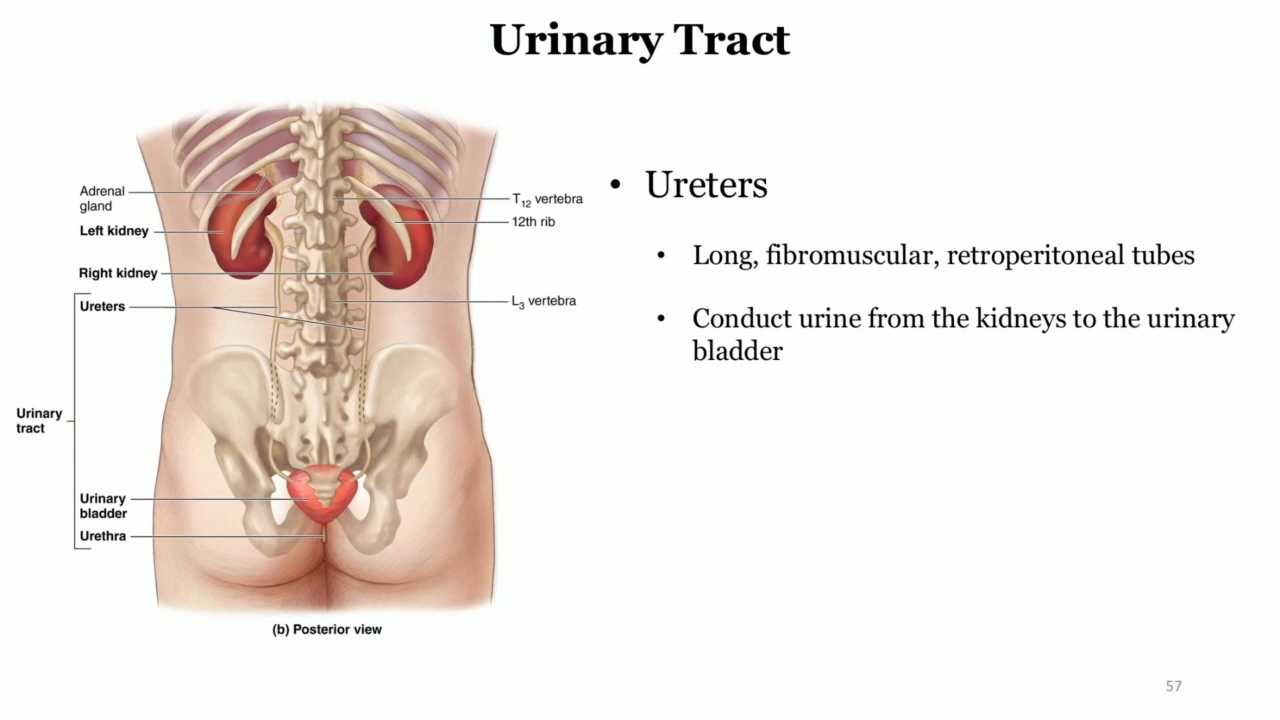 Urinary Tract
Adrenal
gland
Left kidney
Right kidney
Ureters
Urinary
tract
Urinary
bladder
Urethra
T12 vertebra
12th rib
L3 vertebra
(b) Posterior view
• Ureters
• Long, fibromuscular, retroperitoneal tubes
• Conduct urine from the kidneys to the urinary
bladder
57